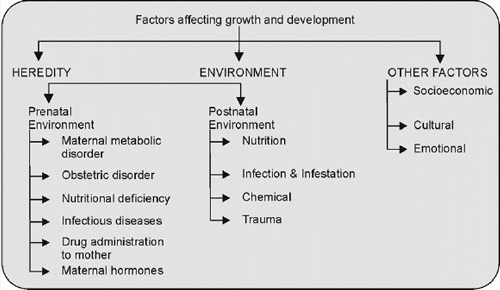 Factors affecting growth and development
HEREDITY
ENVIRONMENT
OTHER FACTORS
Prenatal
Environment
Maternal metabolic
disorder
Obstetric disorder
Nutritional deficiency
Infectious diseases
Drug administration
to mother
Maternal hormones
Postnatal
Environment
Nutrition
Infection & Infestation
Chemical
Trauma
Socioeconomic
Cultural
Emotional